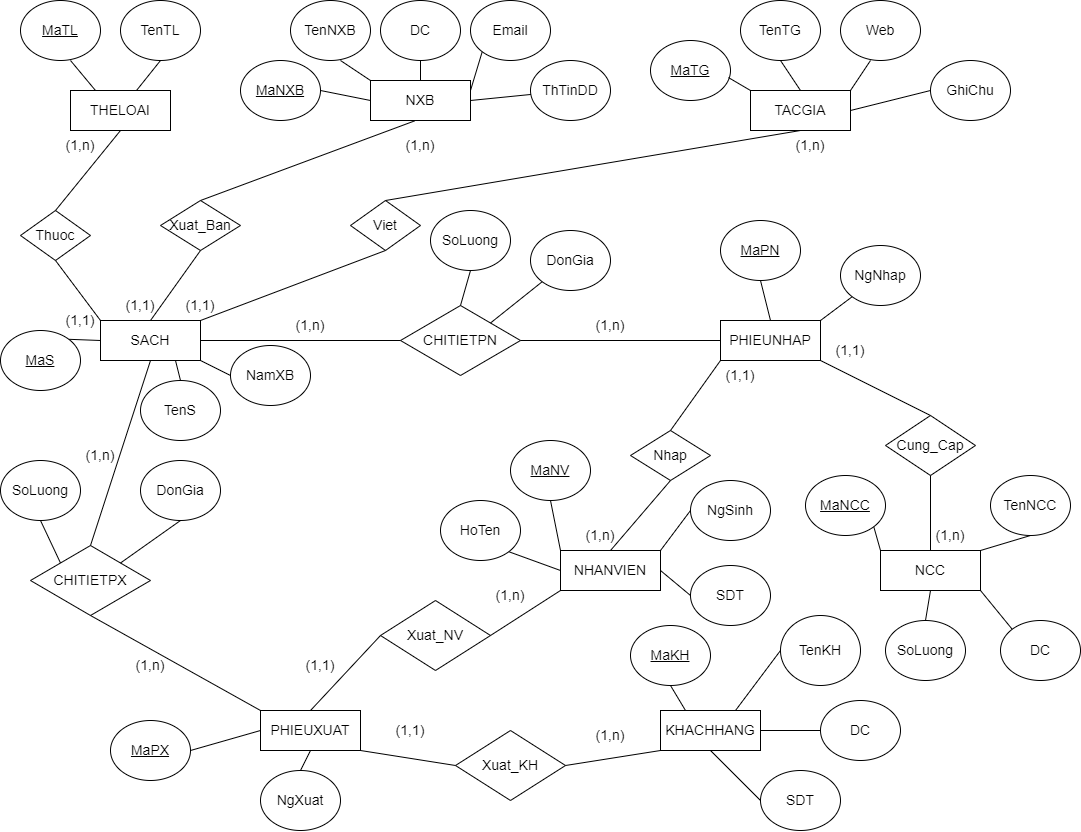 MaTL
TenTL
TenNXB
DC
Email
TenTG
Web
MaNXB
ThTinDD
MaTG
GhiChu
THELOAI
NXB
TACGIA
(1,n)
(1,n)
(1,n)
Thuoc
Xuat_Ban
Viet
SoLuong
DonGia
MaPN
NgNhap
(1,1)
(1,1)
(1,1)
(1,n)
(1,n)
SACH
CHITIETPN
PHIEUNHAP
(1,1)
MaS
NamXB
TenS
(1,1)
(1,n)
Nhap
Cung_Cap
SoLuong
DonGia
MaNV
NgSinh
MaNCC
TenNCC
HoTen
(1,n)
(1,n)
CHITIETPX
NHANVIEN
NCC
(1,n)
SDT
Xuat_NV
SoLuong
DC
(1,n)
(1,1)
MaKH
TenKH
PHIEUXUAT
(1,1)
(1,n)
KHACHHANG
DC
MaPX
Xuat_KH
NgXuat
SDT